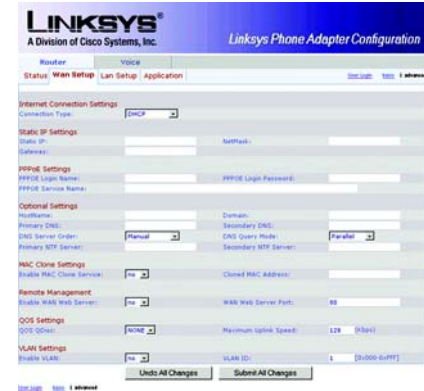 LINKSYS®
A Division of Cisco Systems, Inc.
Linksys Phone Adapter Configuration
Router Voice
Status Wan Setup Lan Setup Application User Login basic | advanced
Internet Connection Settings
Connection Type: DHCP
Static IP Settings
Static IP: NetMask:
Gateway:
PPPoE Settings
PPPOE Login Name: PPPOE Login Password:
PPPOE Service Name:
Optional Settings
HostName: Domain:
Primary DNS: Secondary DNS:
DNS Server Order: Manual DNS Query Mode: Parallel
Primary NTP Server: Secondary NTP Server:
MAC Clone Settings
Enable MAC Clone Service: no Cloned MAC Address:
Remote Management
Enable WAN Web Server: no WAN Web Server Port: 80
QOS Settings
QOS QDisc: NONE Maximum Uplink Speed: 128 (Kbps)
VLAN Settings
Enable VLAN: no VLAN ID: 1 [0x000-0xFFF]
Undo All Changes Submit All Changes
User Login basic | advanced